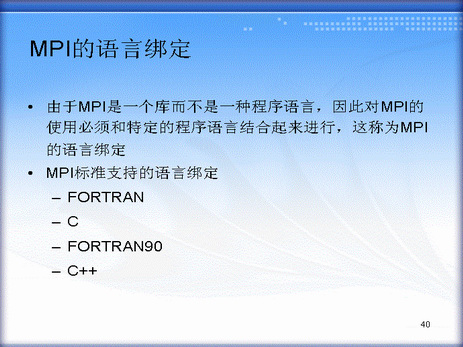 MPI的语言绑定
• 由于MPI是一个库而不是一种程序语言，因此对MPI的
使用必须和特定的程序语言结合起来进行，这称为MPI
的语言绑定
• MPI标准支持的语言绑定
– FORTRAN
– C
– FORTRAN90
– C++
40